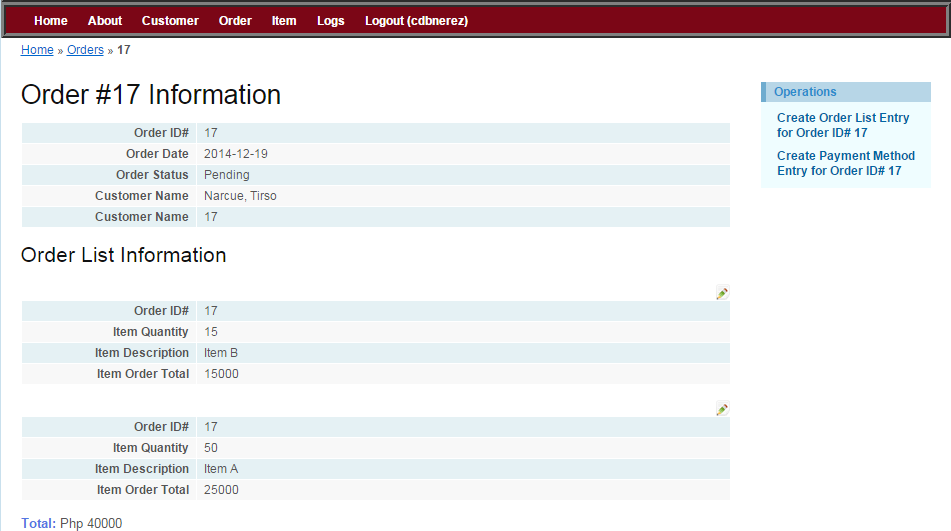 Home About Customer Order Item Logs Logout (cdbnerez)
Home » Orders » 17
Order #17 Information
Order ID# 17
Order Date 2014-12-19
Order Status Pending
Customer Name Narcue, Tirso
Customer Name 17
Operations
Create Order List Entry
for Order ID# 17
Create Payment Method
Entry for Order ID# 17
Order List Information
Order ID# 17
Item Quantity 15
Item Description Item B
Item Order Total 15000
Order ID# 17
Item Quantity 50
Item Description Item A
Item Order Total 25000
Total: Php 40000